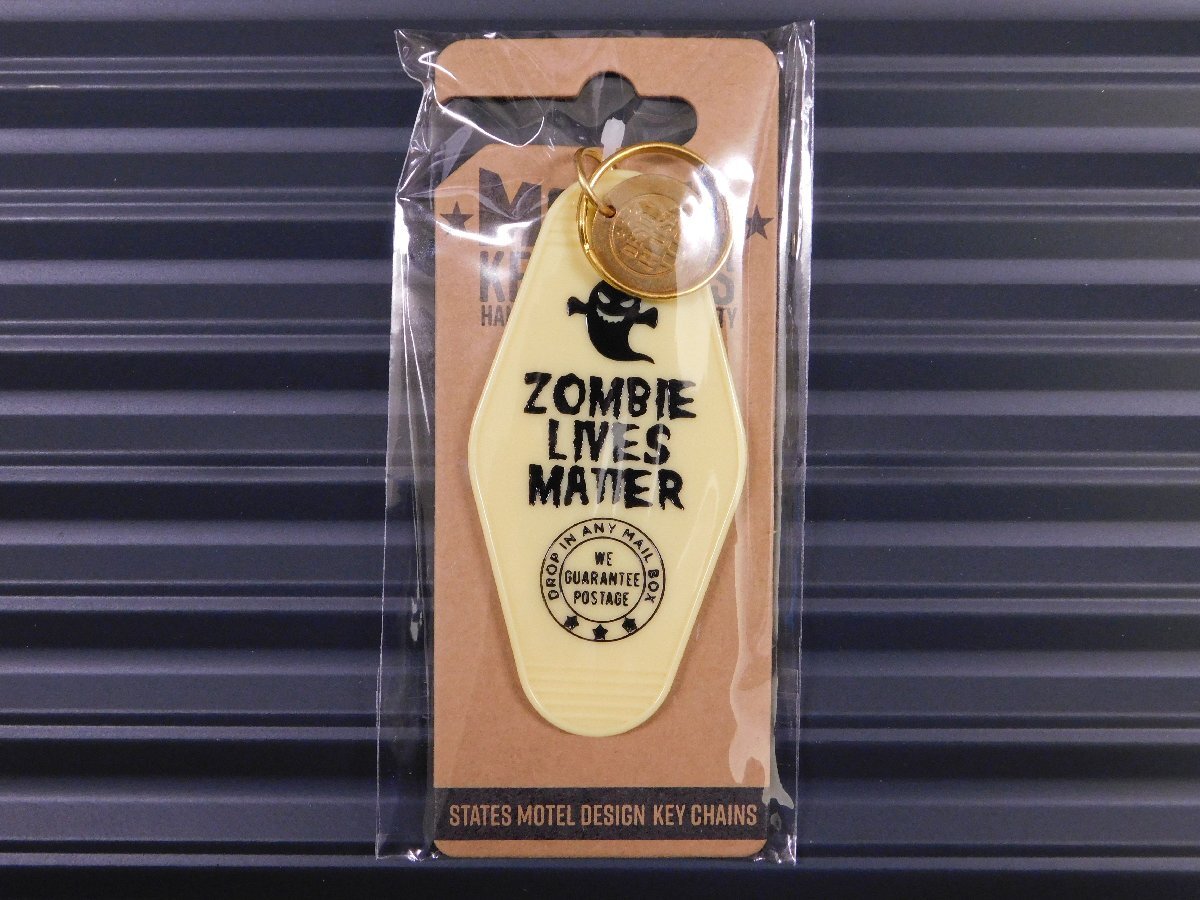 ZOMBIE
LIVES
MATTER
DROP IN ANY MAIL BOX
WE
GUARANTEE
POSTAGE
STATES MOTEL DESIGN KEY CHAINS